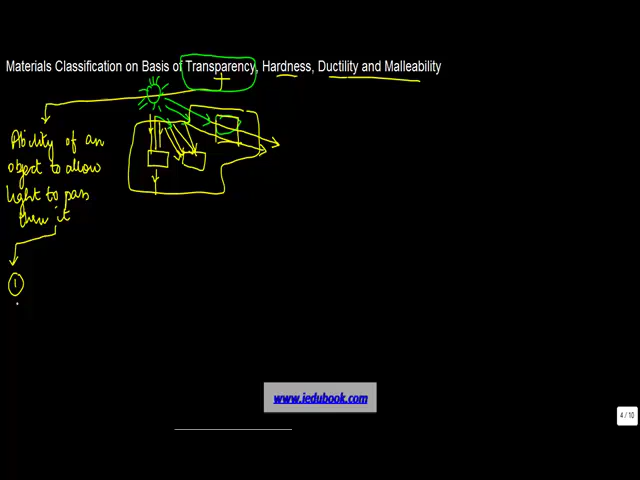 Materials Classification on Basis of Transparency, Hardness, Ductility and Malleability
Ability of an
object to allow
light to pass
thru it
1
www.iedubook.com
4 / 10